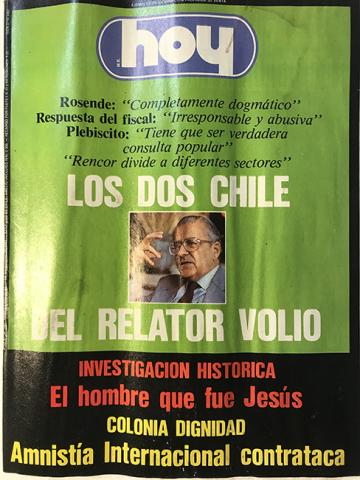 hoy
Rosende: “Completamente dogmático”
Respuesta del fiscal: “Irresponsable y abusiva”
Plebiscito: “Tiene que ser verdadera
consulta popular”
“Rencor divide a diferentes sectores”
LOS DOS CHILE
DEL RELATOR VOLIO
INVESTIGACION HISTORICA
El hombre que fue Jesús
COLONIA DIGNIDAD
Amnistía Internacional contrataca